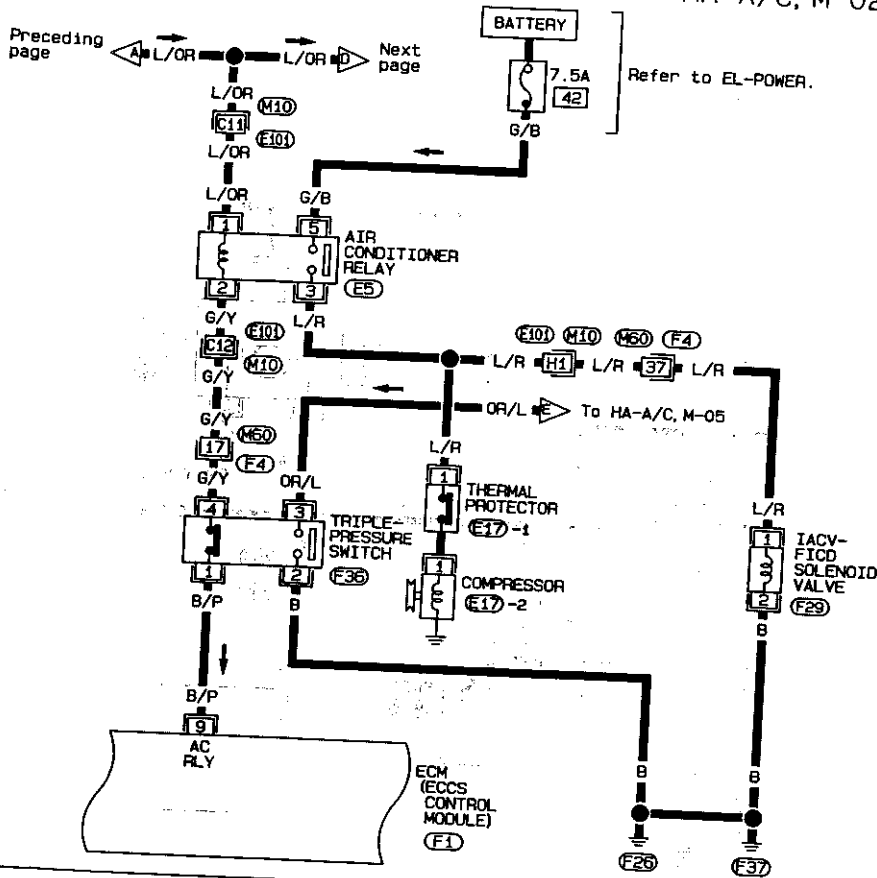 HA-A/C, M-02
Preceding
page
A
L/OR
L/OR
D
Next
page
BATTERY
7.5A
42
Refer to EL-POWER.
G/B
L/OR
C11
M10
E101
L/OR
L/OR
G/B
1
5
AIR
CONDITIONER
RELAY
E5
2
3
G/Y
L/R
C12
E101
M10
G/Y
E101
M10
M60
F4
L/R
H1
L/R
37
L/R
OR/L
E
To HA-A/C, M-05
G/Y
17
M60
F4
G/Y
OR/L
L/R
1
THERMAL
PROTECTOR
E17 -1
4
3
TRIPLE-
PRESSURE
SWITCH
F36
1
2
1
COMPRESSOR
E17 -2
L/R
1
IACV-
FICD
SOLENOID
VALVE
F29
2
B/P
B
B
B/P
9
AC
RLY
ECM
(ECCS
CONTROL
MODULE)
F1
B
B
F26
F37